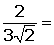 2/3√2 =